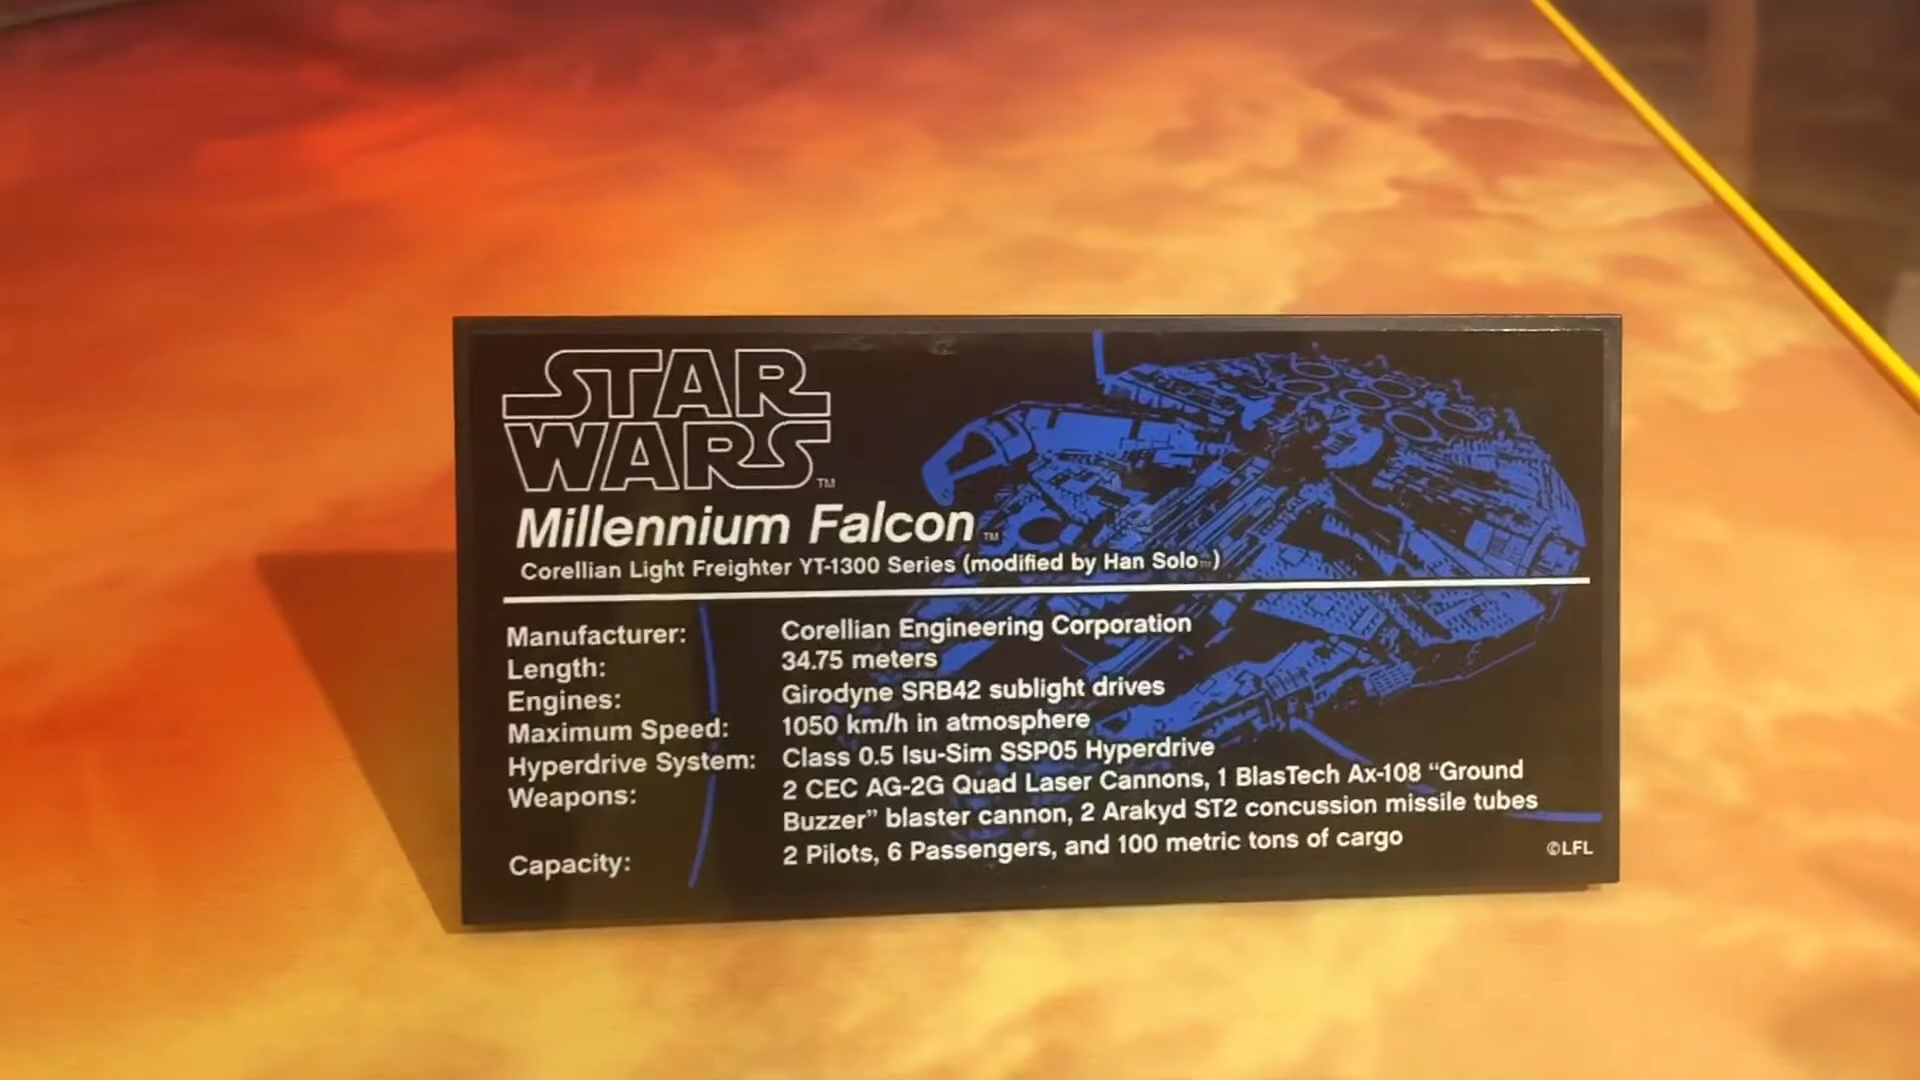 STAR
WARS™
Millennium Falcon™
Corellian Light Freighter YT-1300 Series (modified by Han Solo™)
Manufacturer: Corellian Engineering Corporation
Length: 34.75 meters
Engines: Girodyne SRB42 sublight drives
Maximum Speed: 1050 km/h in atmosphere
Hyperdrive System: Class 0.5 Isu-Sim SSP05 Hyperdrive
Weapons: 2 CEC AG-2G Quad Laser Cannons, 1 BlasTech Ax-108 “Ground
Buzzer” blaster cannon, 2 Arakyd ST2 concussion missile tubes
Capacity: 2 Pilots, 6 Passengers, and 100 metric tons of cargo
©LFL